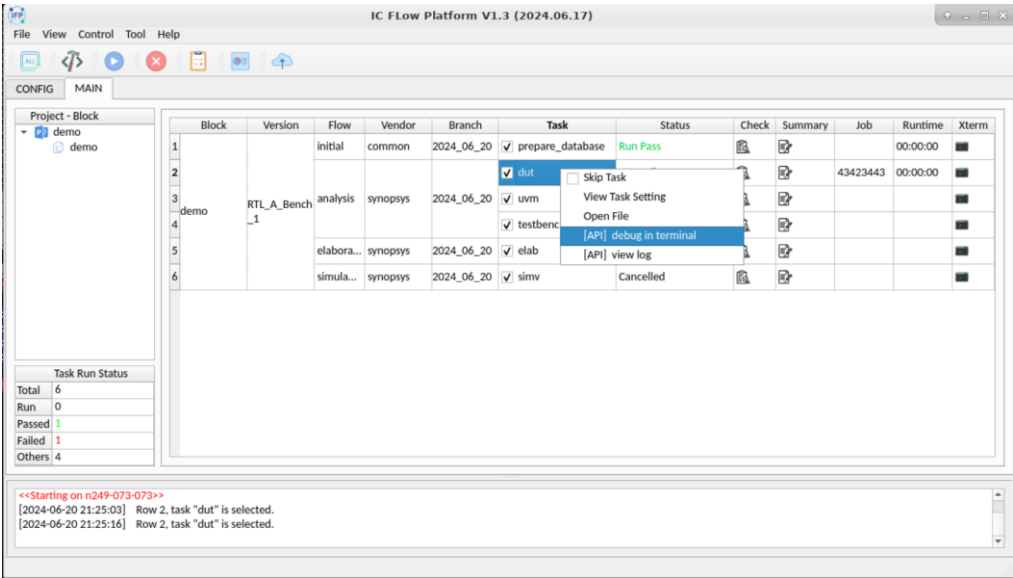 IFP
IC FLow Platform V1.3 (2024.06.17)
File View Control Tool Help
ALL
CONFIG MAIN
Project - Block
demo
demo
Block Version Flow Vendor Branch Task Status Check Summary Job Runtime Xterm
1 initial common 2024_06_20 prepare_database Run Pass 00:00:00
2 dut 43423443 00:00:00
3 demo RTL_A_Bench_1 analysis synopsys 2024_06_20 uvm
4 testbenc
5 elabora... synopsys 2024_06_20 elab
6 simula... synopsys 2024_06_20 simv Cancelled
Skip Task
View Task Setting
Open File
[API] debug in terminal
[API] view log
Task Run Status
Total 6
Run 0
Passed 1
Failed 1
Others 4
<<Starting on n249-073-073>>
[2024-06-20 21:25:03] Row 2, task "dut" is selected.
[2024-06-20 21:25:16] Row 2, task "dut" is selected.